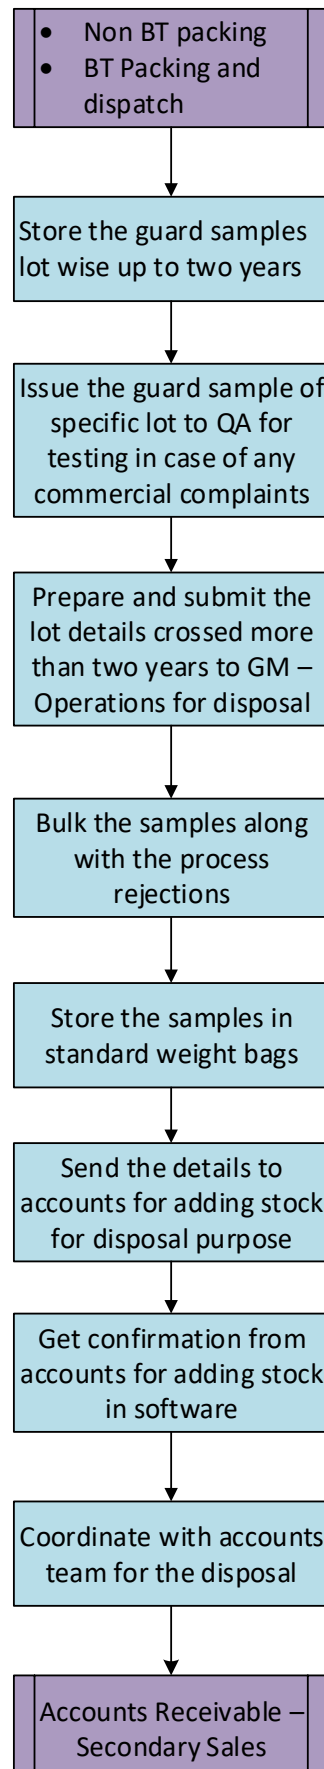 • Non BT packing
• BT Packing and
dispatch
Store the guard samples
lot wise up to two years
Issue the guard sample of
specific lot to QA for
testing in case of any
commercial complaints
Prepare and submit the
lot details crossed more
than two years to GM –
Operations for disposal
Bulk the samples along
with the process
rejections
Store the samples in
standard weight bags
Send the details to
accounts for adding stock
for disposal purpose
Get confirmation from
accounts for adding stock
in software
Coordinate with accounts
team for the disposal
Accounts Receivable –
Secondary Sales